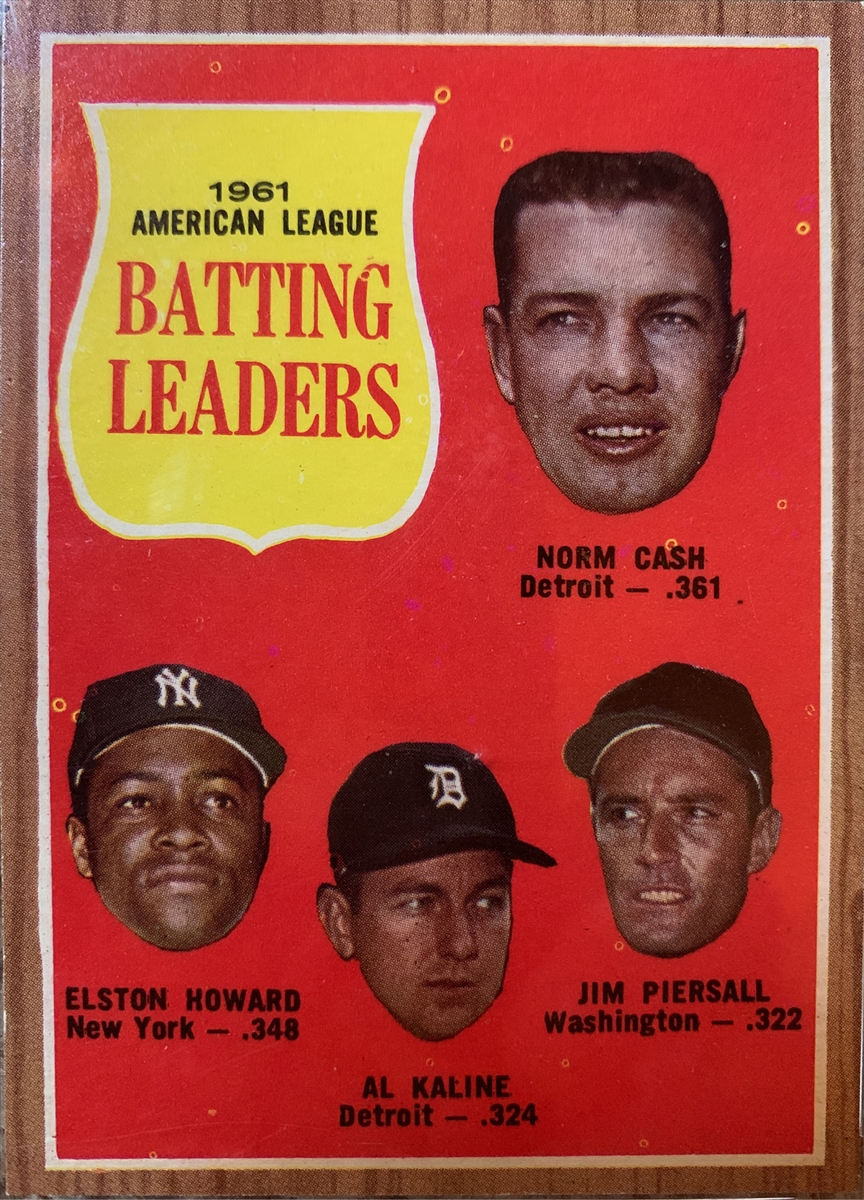 1961
AMERICAN LEAGUE
BATTING
LEADERS
NORM CASH
Detroit — .361
NY
D
ELSTON HOWARD
New York — .348
JIM PIERSALL
Washington — .322
AL KALINE
Detroit — .324